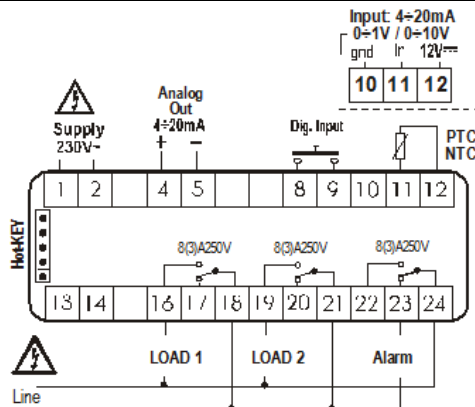 Input: 4÷20mA
0÷1V / 0÷10V
gnd In 12V
10 11 12
Analog
Out
4÷20mA
+ −
Supply
230V~
Dig. Input
PTC
NTC
1 2 4 5 8 9 10 11 12
Hot-KEY
8(3)A250V 8(3)A250V 8(3)A250V
13 14 16 17 18 19 20 21 22 23 24
LOAD 1 LOAD 2 Alarm
Line